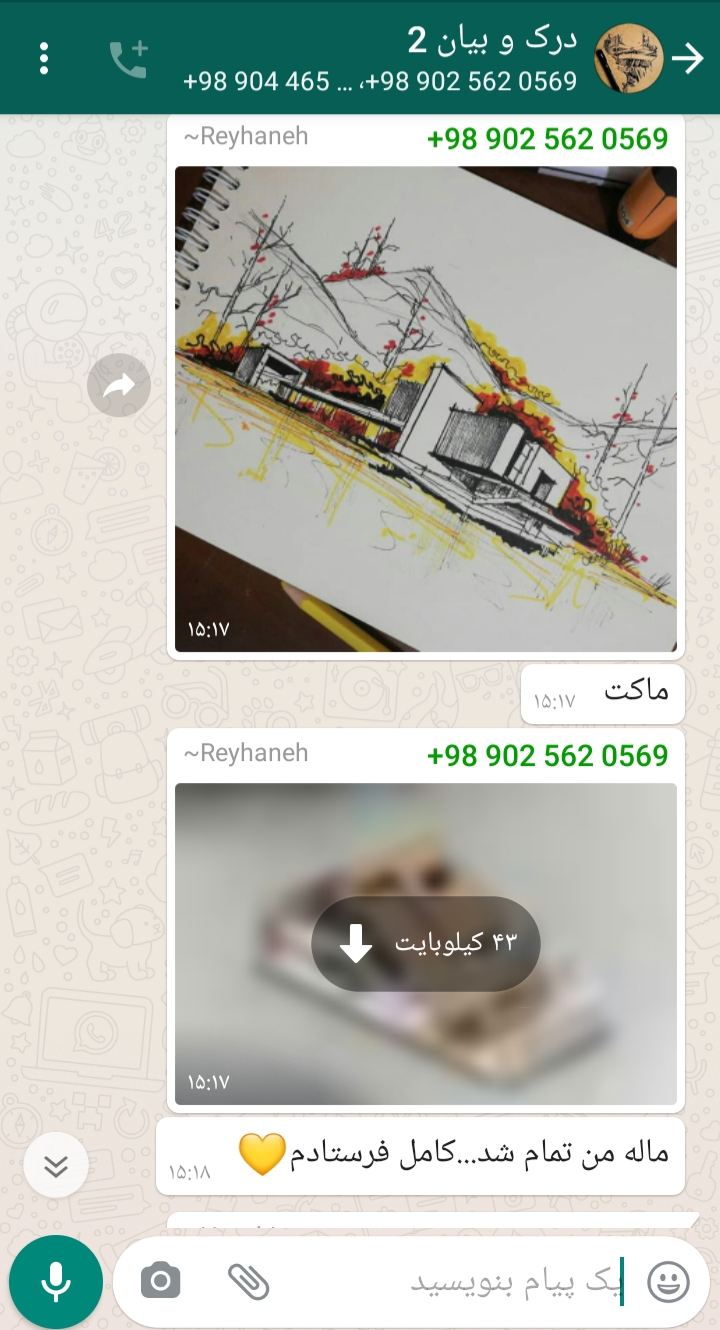 درک و بیان 2
+98 902 562 0569، ... +98 904 465
+98 902 562 0569 ~Reyhaneh
۱۵:۱۷
ماکت ۱۵:۱۷
+98 902 562 0569 ~Reyhaneh
۴۳ کیلوبایت
۱۵:۱۷
ماله من تمام شد...کامل فرستادم💛 ۱۵:۱۸
یک پیام بنویسید